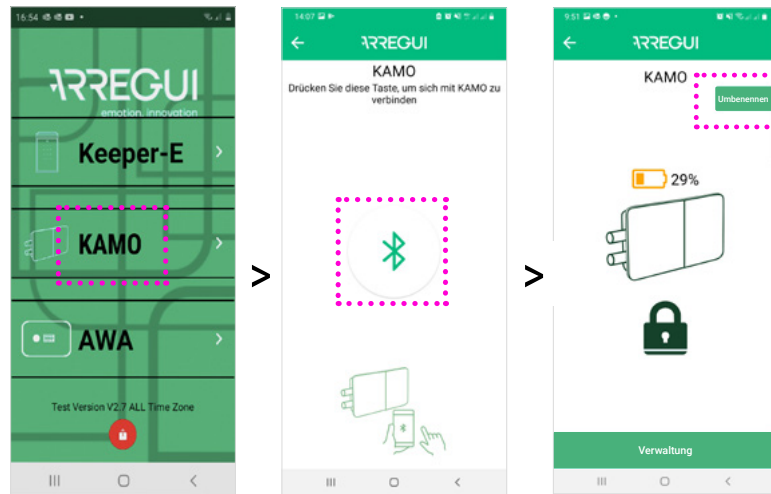 16:54
ARREGUI
emotion. innovation
Keeper-E
KAMO
AWA
Test Version V2.7 ALL Time Zone
>
14:07
ARREGUI
KAMO
Drücken Sie diese Taste, um sich mit KAMO zu
verbinden
>
9:51
ARREGUI
KAMO
Umbenennen
29%
Verwaltung